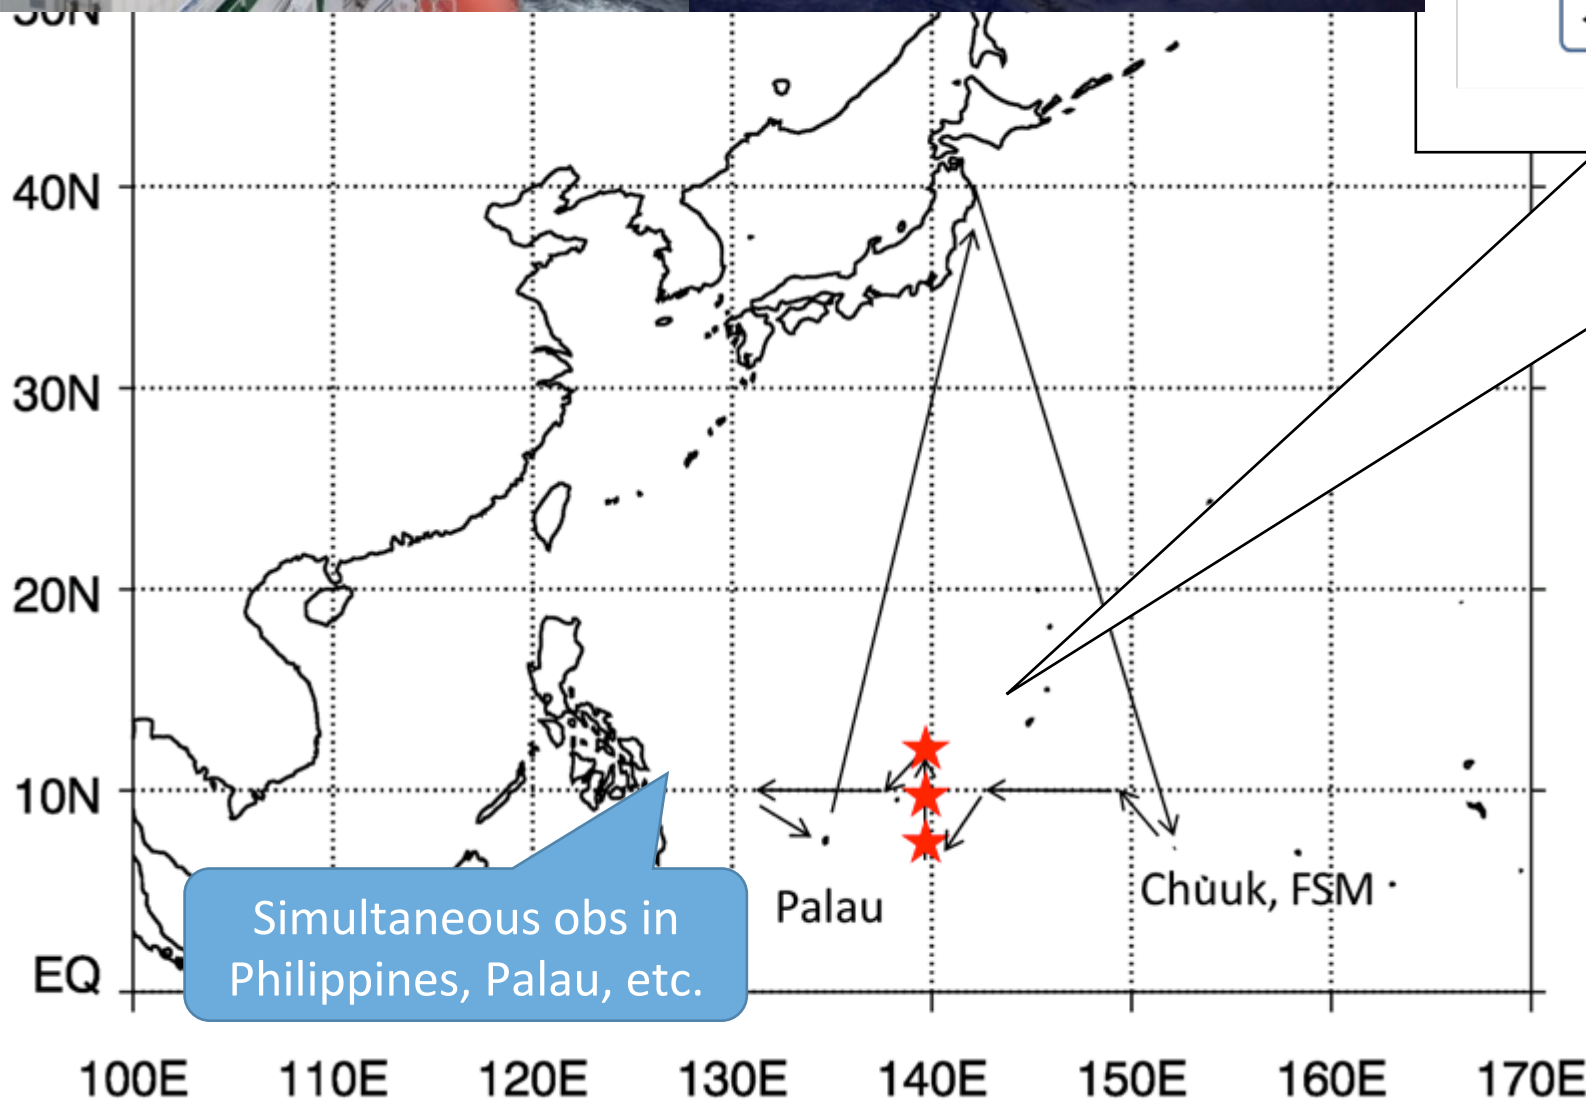 50N
40N
30N
20N
10N
EQ
Simultaneous obs in
Philippines, Palau, etc.
Palau
Chuuk, FSM
100E 110E 120E 130E 140E 150E 160E 170E